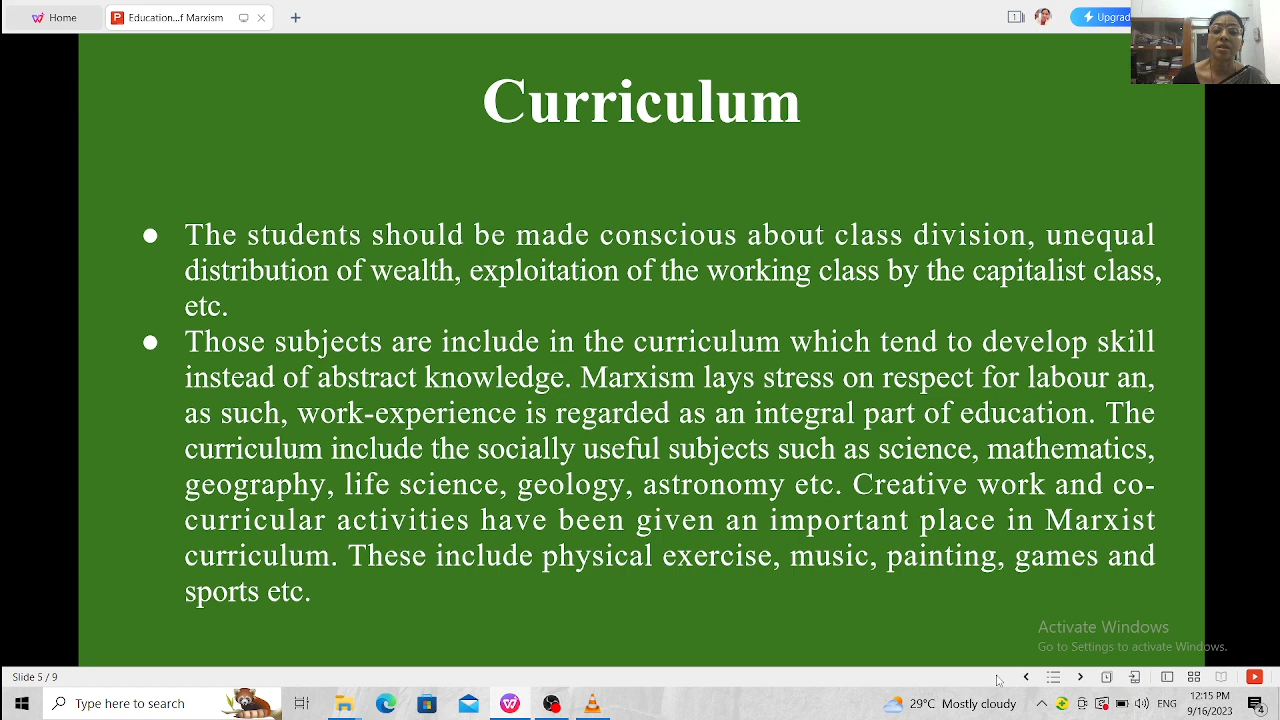 Home
Education...f Marxism
1
Upgrad
Curriculum
● The students should be made conscious about class division, unequal
distribution of wealth, exploitation of the working class by the capitalist class,
etc.
● Those subjects are include in the curriculum which tend to develop skill
instead of abstract knowledge. Marxism lays stress on respect for labour an,
as such, work-experience is regarded as an integral part of education. The
curriculum include the socially useful subjects such as science, mathematics,
geography, life science, geology, astronomy etc. Creative work and co-
curricular activities have been given an important place in Marxist
curriculum. These include physical exercise, music, painting, games and
sports etc.
Activate Windows
Go to Settings to activate Windows.
Slide 5 / 9
Type here to search
29°C Mostly cloudy
ENG
12:15 PM
9/16/2023
4